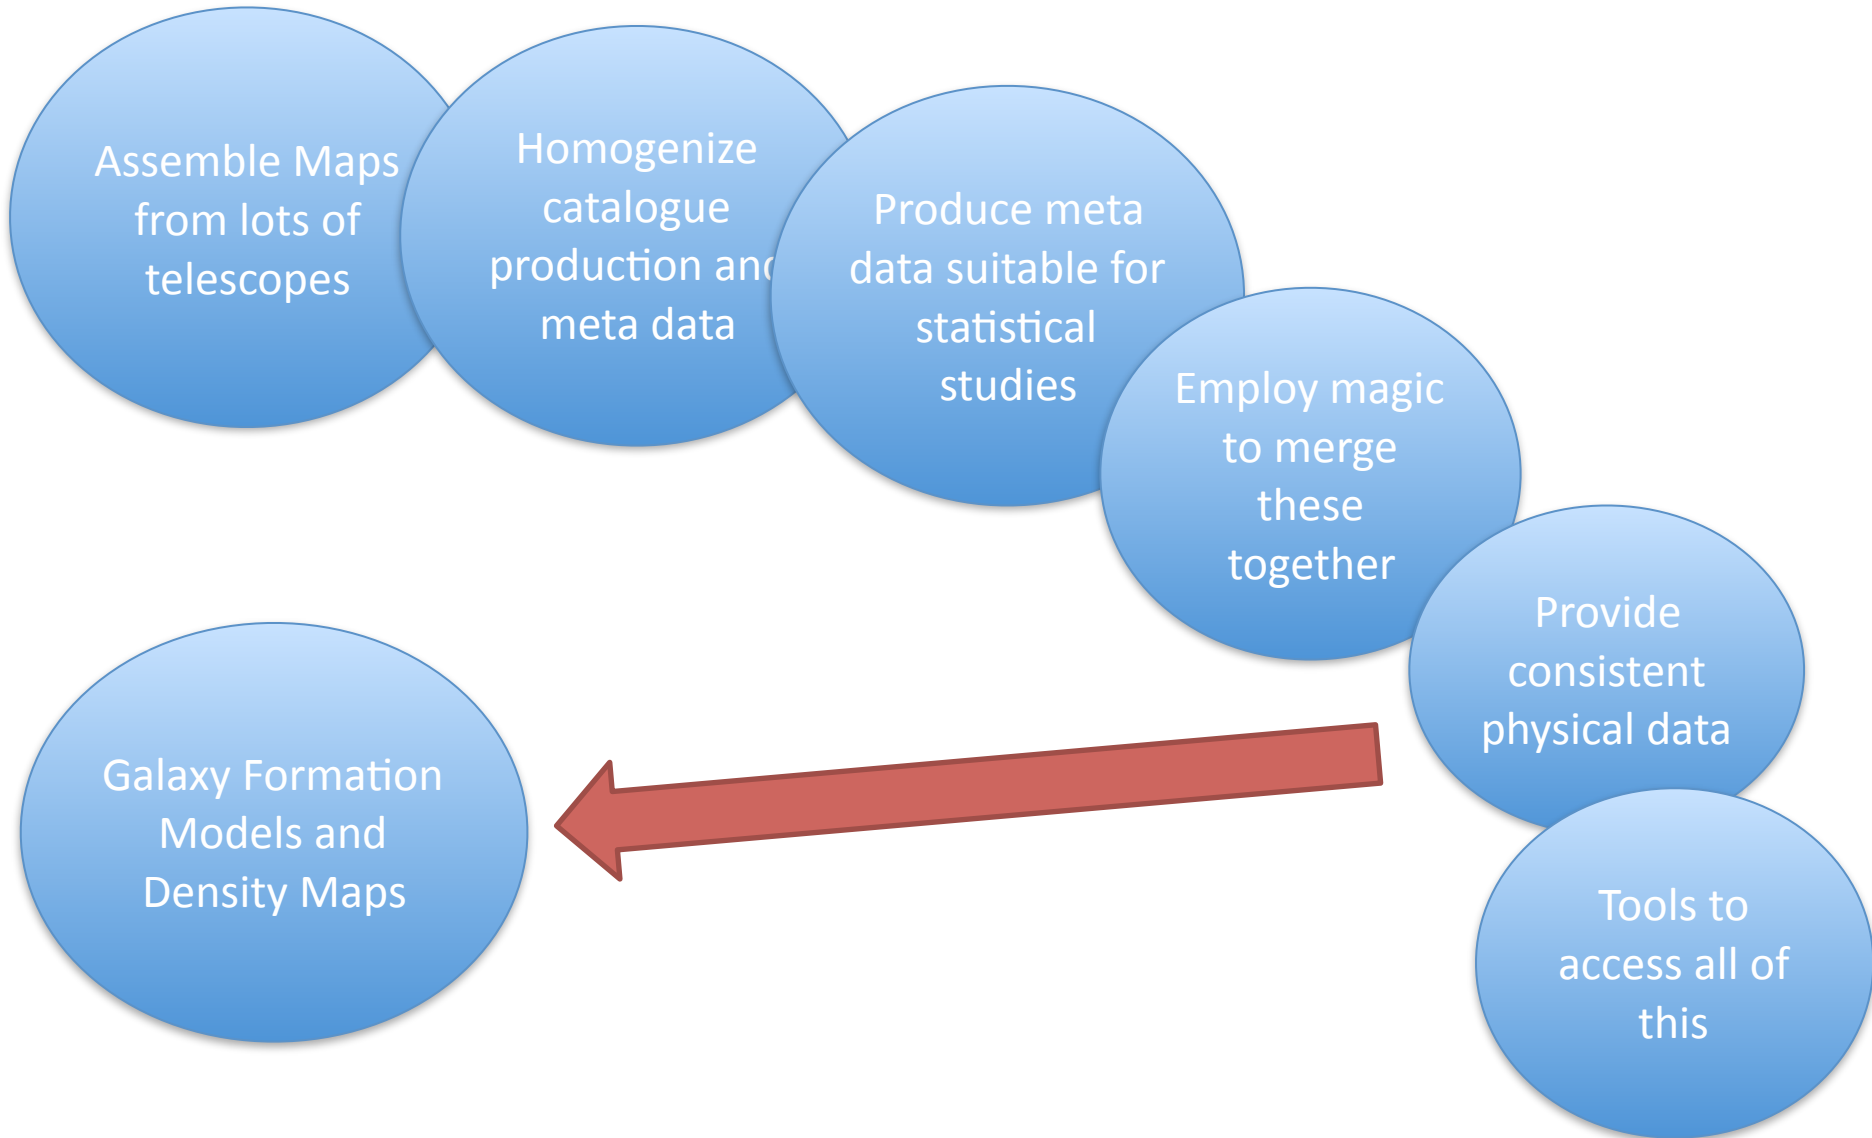 Assemble Maps
from lots of
telescopes
Homogenize
catalogue
production and
meta data
Produce meta
data suitable for
statistical
studies
Employ magic
to merge
these
together
Provide
consistent
physical data
Tools to
access all of
this
Galaxy Formation
Models and
Density Maps